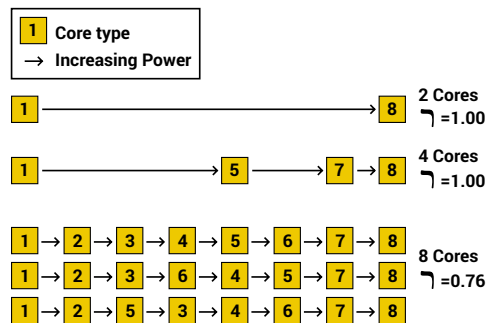 1 Core type
→ Increasing Power
1 → 8 2 Cores
ך =1.00
1 → 5 → 7 → 8 4 Cores
ך =1.00
1 → 2 → 3 → 4 → 5 → 6 → 7 → 8
8 Cores
1 → 2 → 3 → 6 → 4 → 5 → 7 → 8
ך =0.76
1 → 2 → 5 → 3 → 4 → 6 → 7 → 8